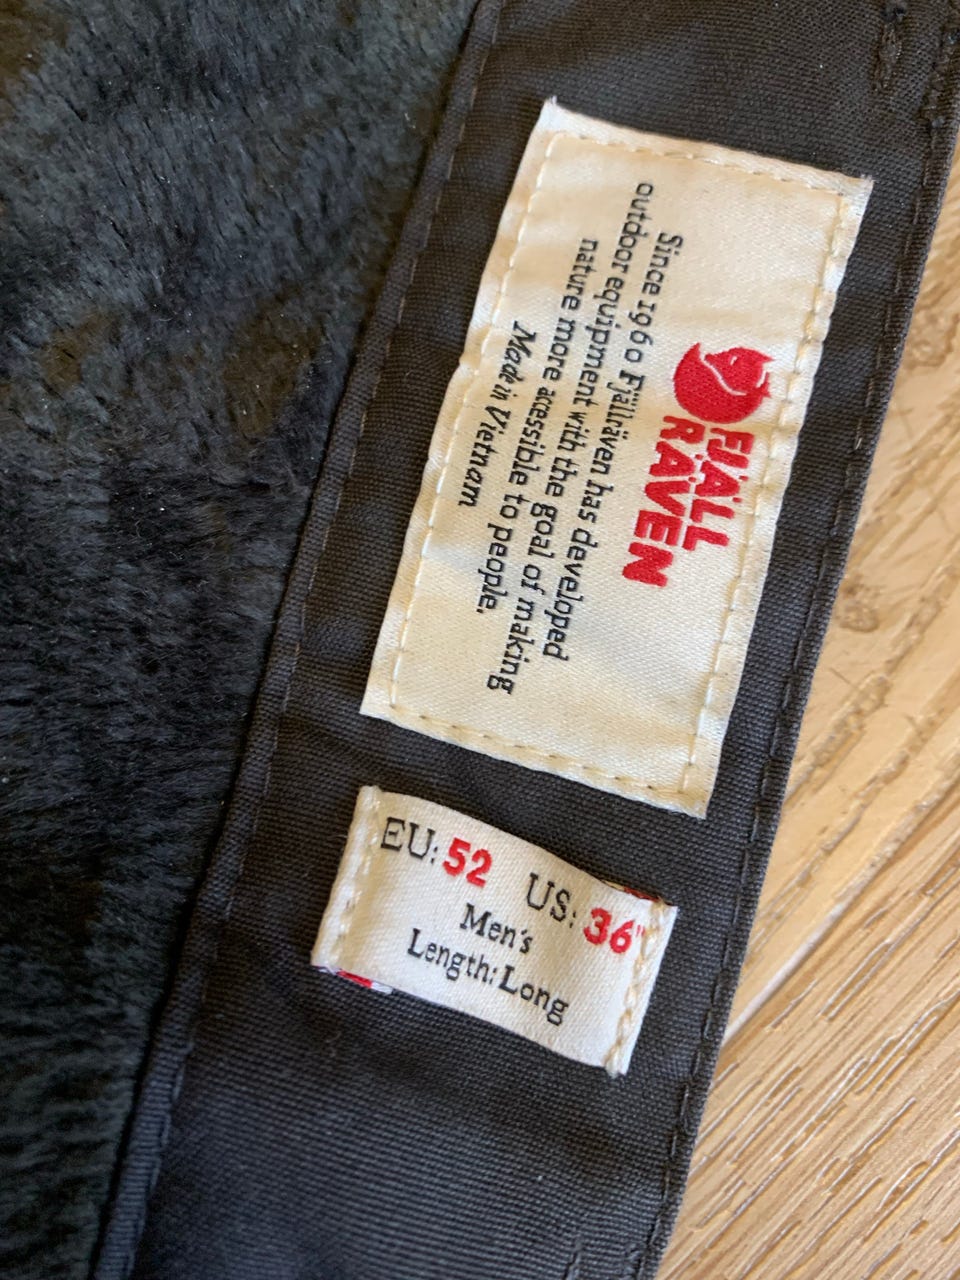 FJÄLL
RÄVEN
Since 1960 Fjällräven has developed
outdoor equipment with the goal of making
nature more accessible to people.
Made in Vietnam
EU: 52 US: 36"
Men's
Length: Long